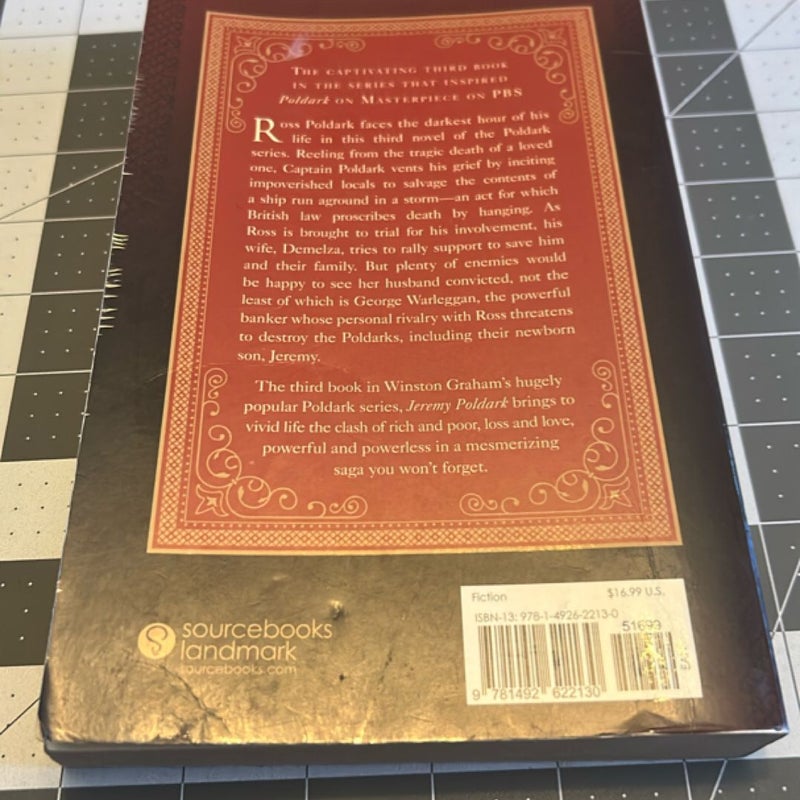 THE CAPTIVATING THIRD BOOK
IN THE SERIES THAT INSPIRED
Poldark ON MASTERPIECE ON PBS
Ross Poldark faces the darkest hour of his
life in this third novel of the Poldark
series. Reeling from the tragic death of a loved
one, Captain Poldark vents his grief by inciting
impoverished locals to salvage the contents of
a ship run aground in a storm—an act for which
British law proscribes death by hanging. As
Ross is brought to trial for his involvement, his
wife, Demelza, tries to rally support to save him
and their family. But plenty of enemies would
be happy to see her husband convicted, not the
least of which is George Warleggan, the powerful
banker whose personal rivalry with Ross threatens
to destroy the Poldarks, including their newborn
son, Jeremy.
The third book in Winston Graham's hugely
popular Poldark series, Jeremy Poldark brings to
vivid life the clash of rich and poor, loss and love,
powerful and powerless in a mesmerizing
saga you won't forget.
sourcebooks
landmark
sourcebooks.com
Fiction $16.99 U.S.
ISBN-13: 978-1-4926-2213-0
51699
9 781492 622130